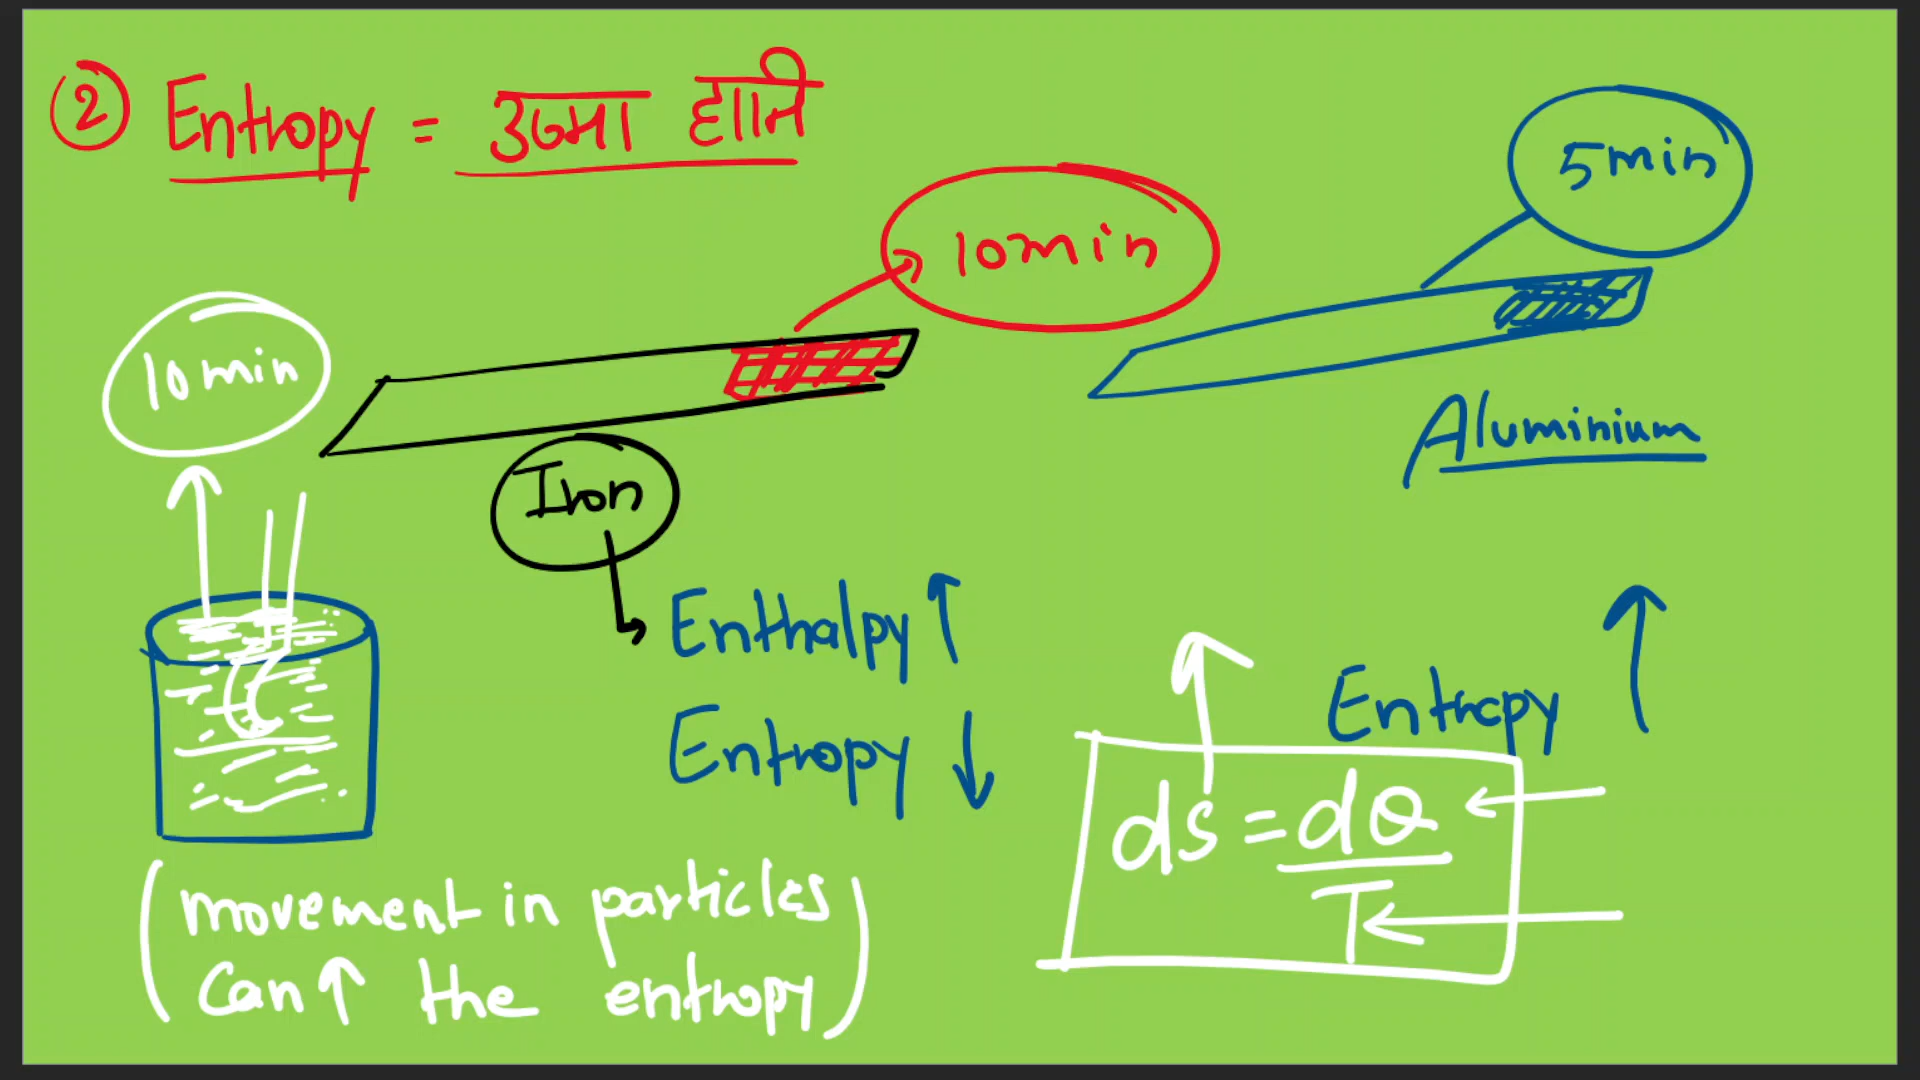 ② Entropy = उष्मा हानि
10min
5min
10min
Aluminium
Iron
Enthalpy ↑
Entropy ↓
Entropy ↑
ds = dQ/T
(movement in particles
can ↑ the entropy)